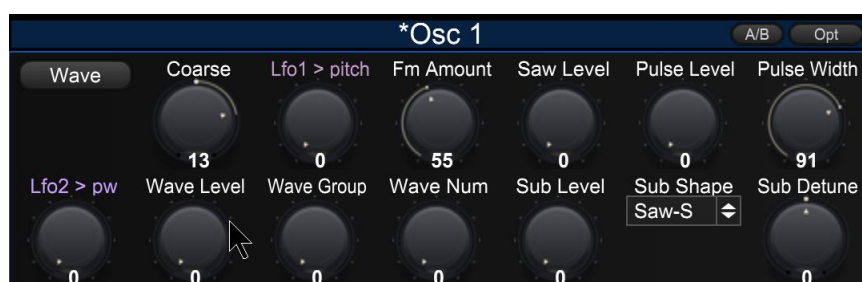 *Osc 1
A/B Opt
Wave Coarse Lfo1 > pitch Fm Amount Saw Level Pulse Level Pulse Width
13 0 55 0 0 91
Lfo2 > pw Wave Level Wave Group Wave Num Sub Level Sub Shape Sub Detune
Saw-S
0 0 0 0 0 0